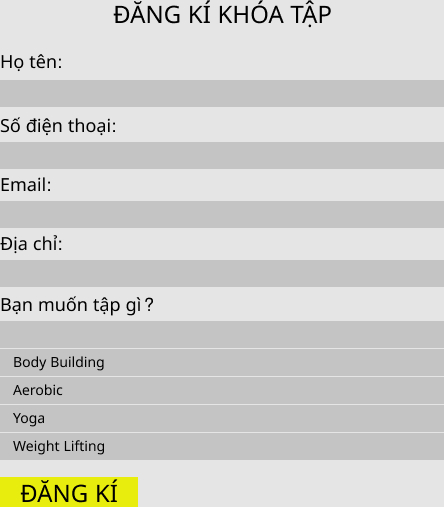 ĐĂNG KÍ KHÓA TẬP
Họ tên:
Số điện thoại:
Email:
Địa chỉ:
Bạn muốn tập gì?
Body Building
Aerobic
Yoga
Weight Lifting
ĐĂNG KÍ